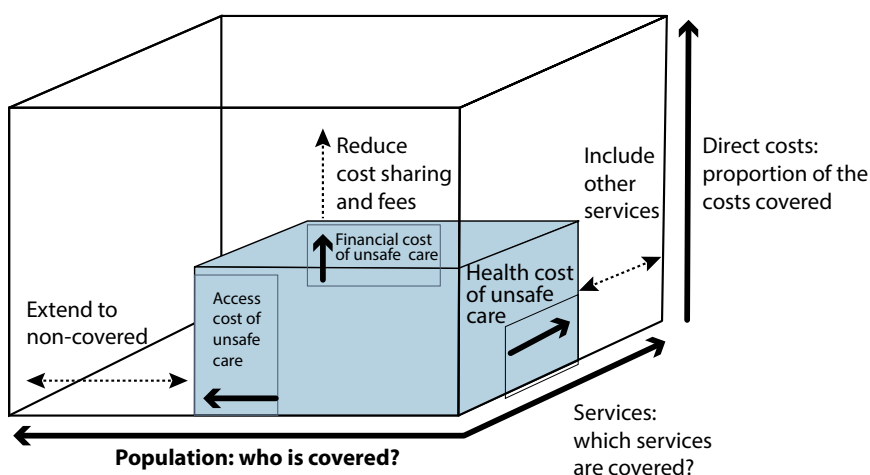 Reduce
cost sharing
and fees
Include
other
services
Direct costs:
proportion of the
costs covered
Financial cost
of unsafe care
Health cost
of unsafe
care
Access
cost of
unsafe
care
Extend to
non-covered
Population: who is covered?
Services:
which services
are covered?